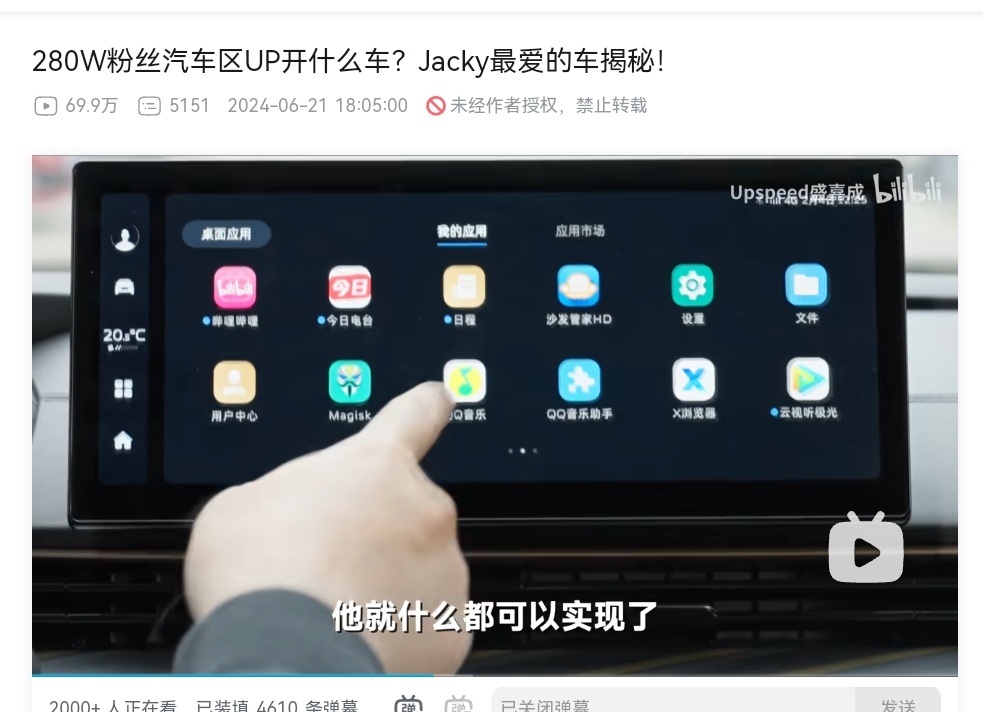 280W粉丝汽车区UP开什么车？Jacky最爱的车揭秘！
69.9万 5151 2024-06-21 18:05:00 未经作者授权，禁止转载
Upspeed盛嘉成 bilibili
桌面应用 我的应用 应用市场
bilibili 今日
哔哩哔哩 今日电台 日程 沙发管家HD 设置 文件
20.5°C
用户中心 Magisk QQ音乐 QQ音乐助手 X浏览器 云视听极光
他就什么都可以实现了
2000+ 人正在看 已装填 4610 条弹幕 弹 弹 已关闭弹幕 发送